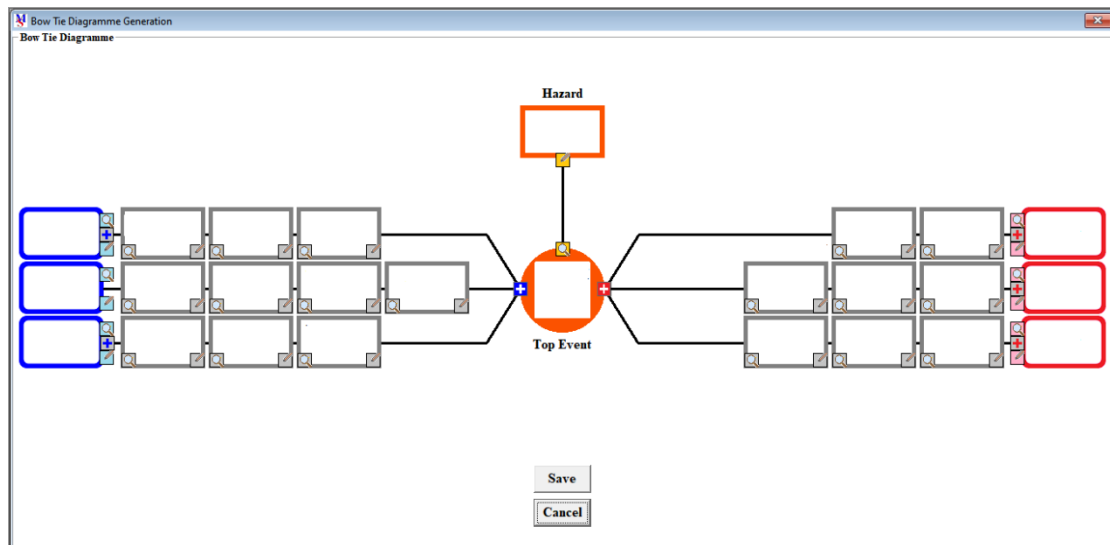 Bow Tie Diagramme Generation
Bow Tie Diagramme
Hazard
Top Event
Save
Cancel